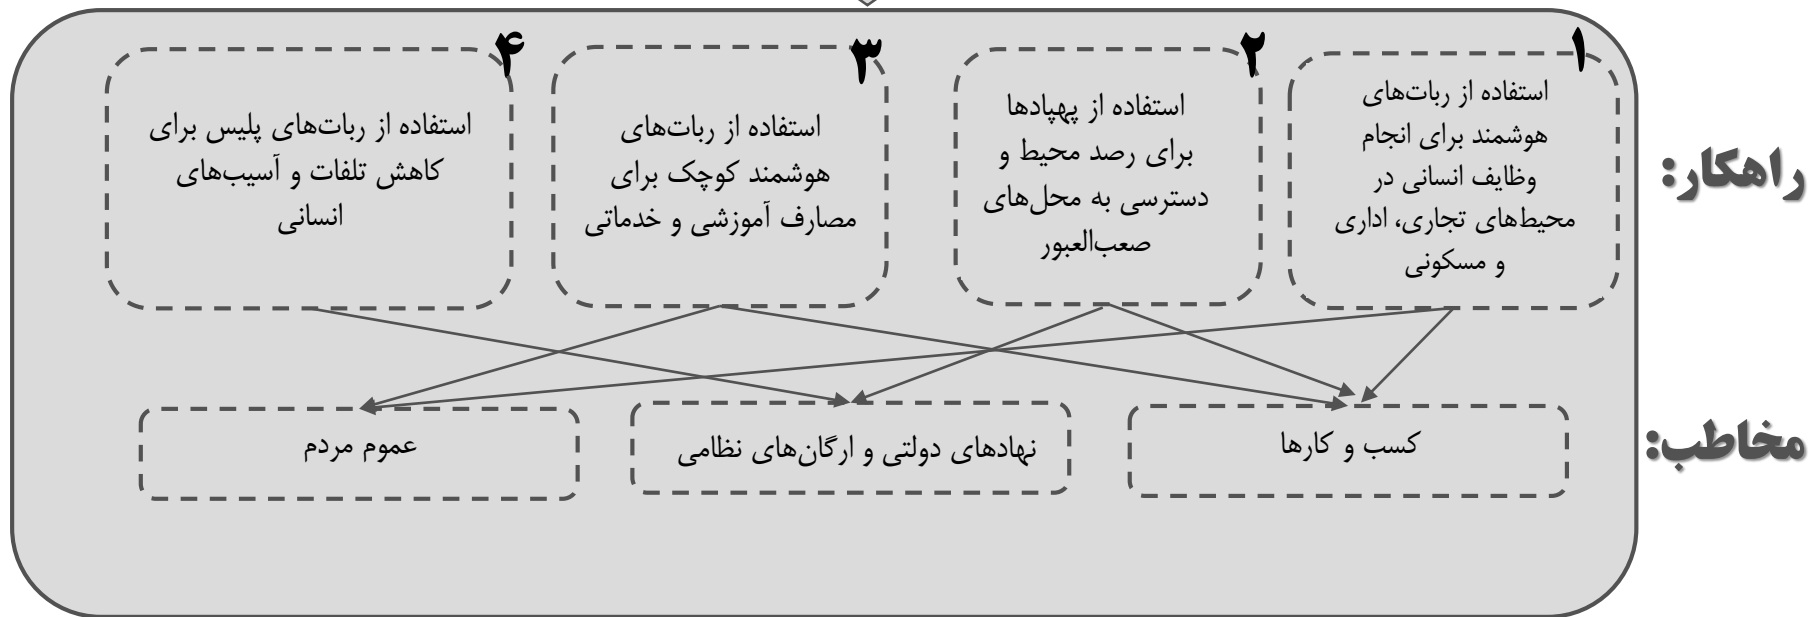 راهکار:
۱
استفاده از ربات‌های
هوشمند برای انجام
وظایف انسانی در
محیط‌های تجاری، اداری
و مسکونی
۲
استفاده از پهپادها
برای رصد محیط و
دسترسی به محل‌های
صعب‌العبور
۳
استفاده از ربات‌های
هوشمند کوچک برای
مصارف آموزشی و خدماتی
۴
استفاده از ربات‌های پلیس برای
کاهش تلفات و آسیب‌های
انسانی
مخاطب:
کسب و کارها
نهادهای دولتی و ارگان‌های نظامی
عموم مردم